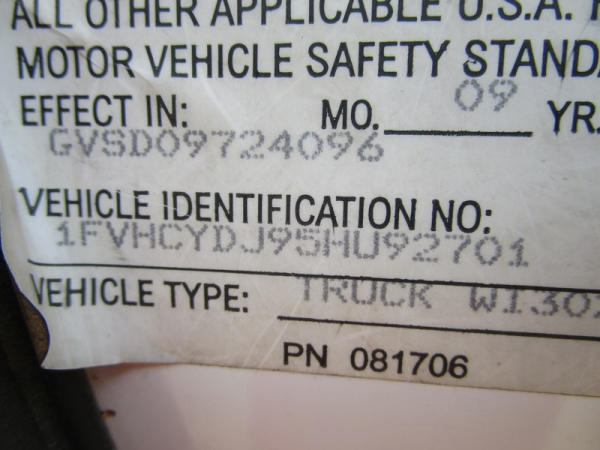 ALL OTHER APPLICABLE U.S.A.
MOTOR VEHICLE SAFETY
EFFECT IN: MO. 09 YR.
GVSD09724096
VEHICLE IDENTIFICATION NO:
1FVHCYDJ95HU92701
VEHICLE TYPE: TRUCK
PN 081706